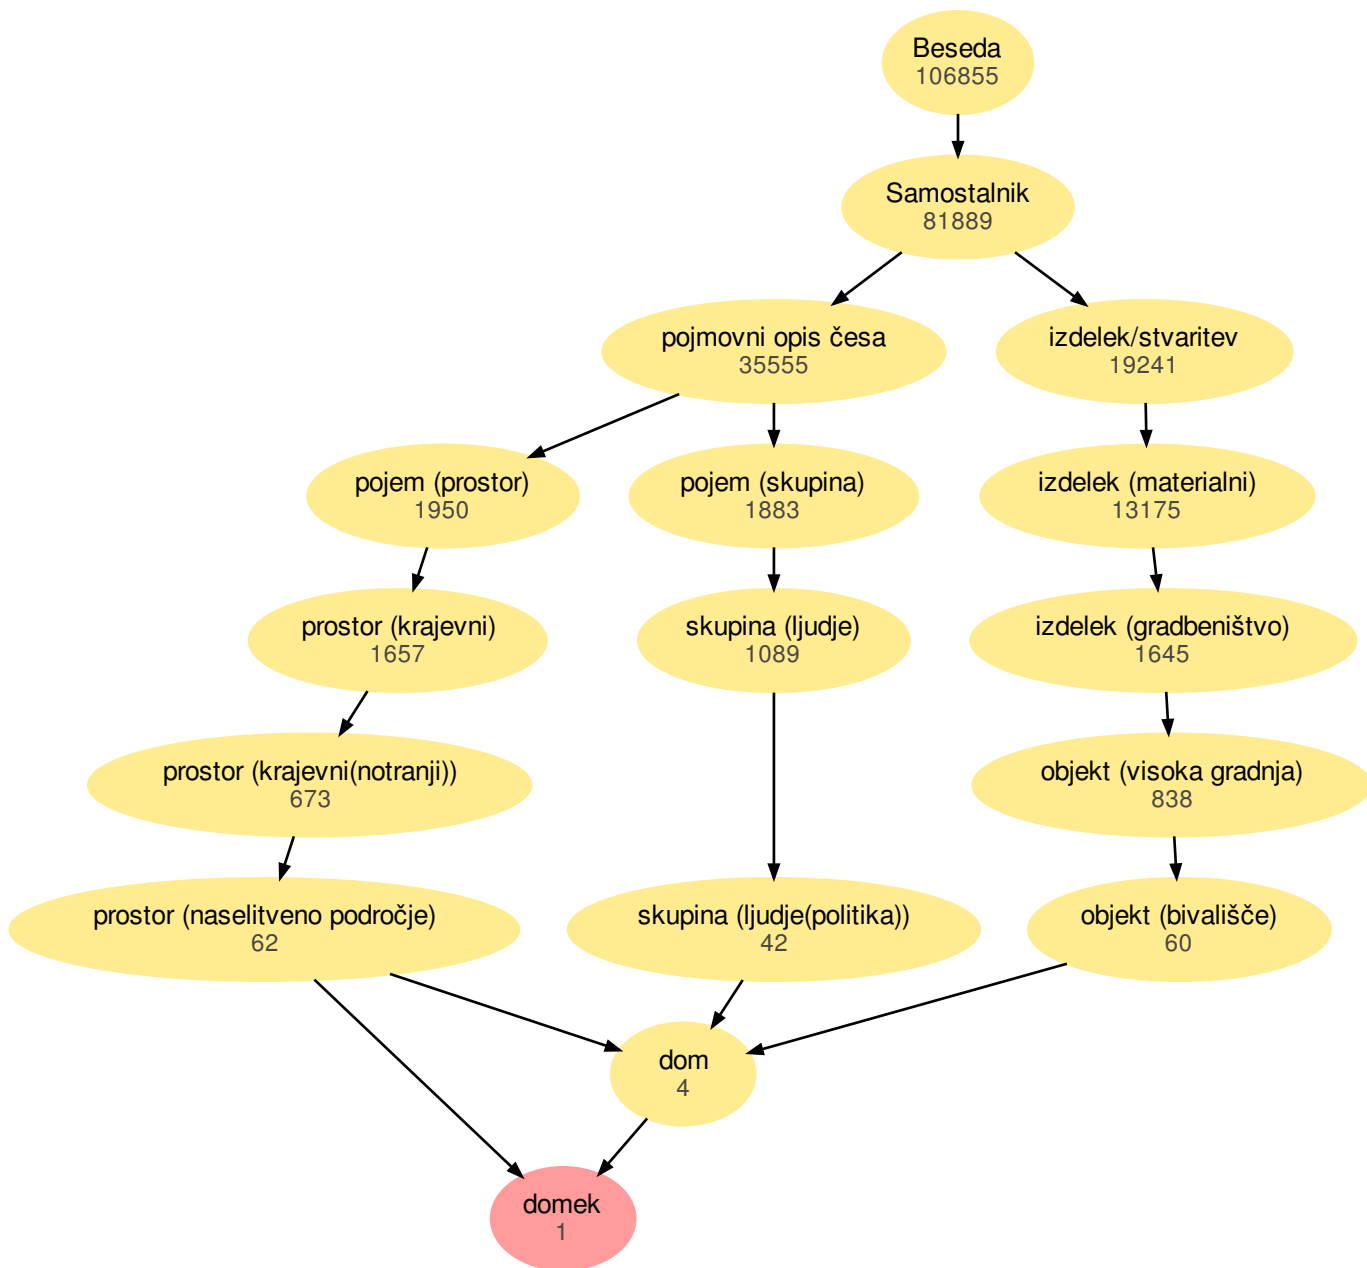 Beseda
106855
Samostalnik
81889
pojmovni opis česa
35555
izdelek/stvaritev
19241
pojem (prostor)
1950
pojem (skupina)
1883
izdelek (materialni)
13175
prostor (krajevni)
1657
skupina (ljudje)
1089
izdelek (gradbeništvo)
1645
prostor (krajevni(notranji))
673
objekt (visoka gradnja)
838
prostor (naselitveno področje)
62
skupina (ljudje(politika))
42
objekt (bivališče)
60
dom
4
domek
1